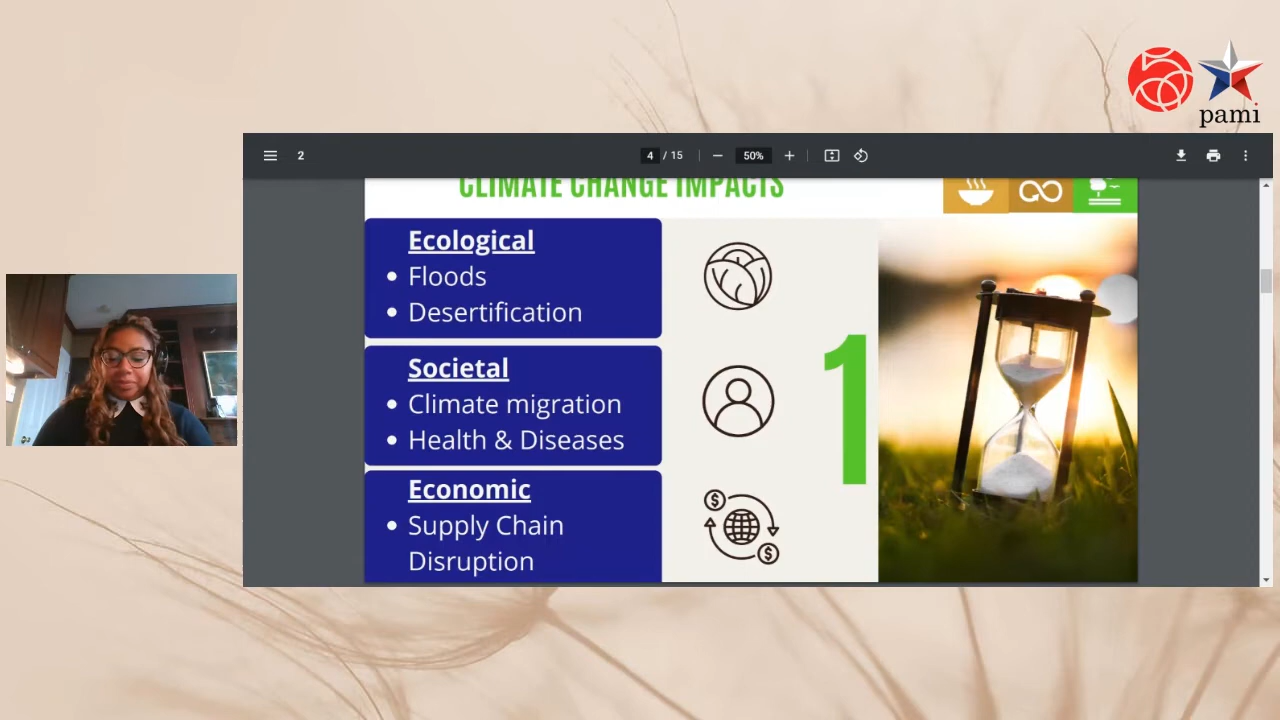 pami
2
4 / 15
50%
CLIMATE CHANGE IMPACTS
Ecological
• Floods
• Desertification
Societal
• Climate migration
• Health & Diseases
Economic
• Supply Chain
Disruption
1
$
$